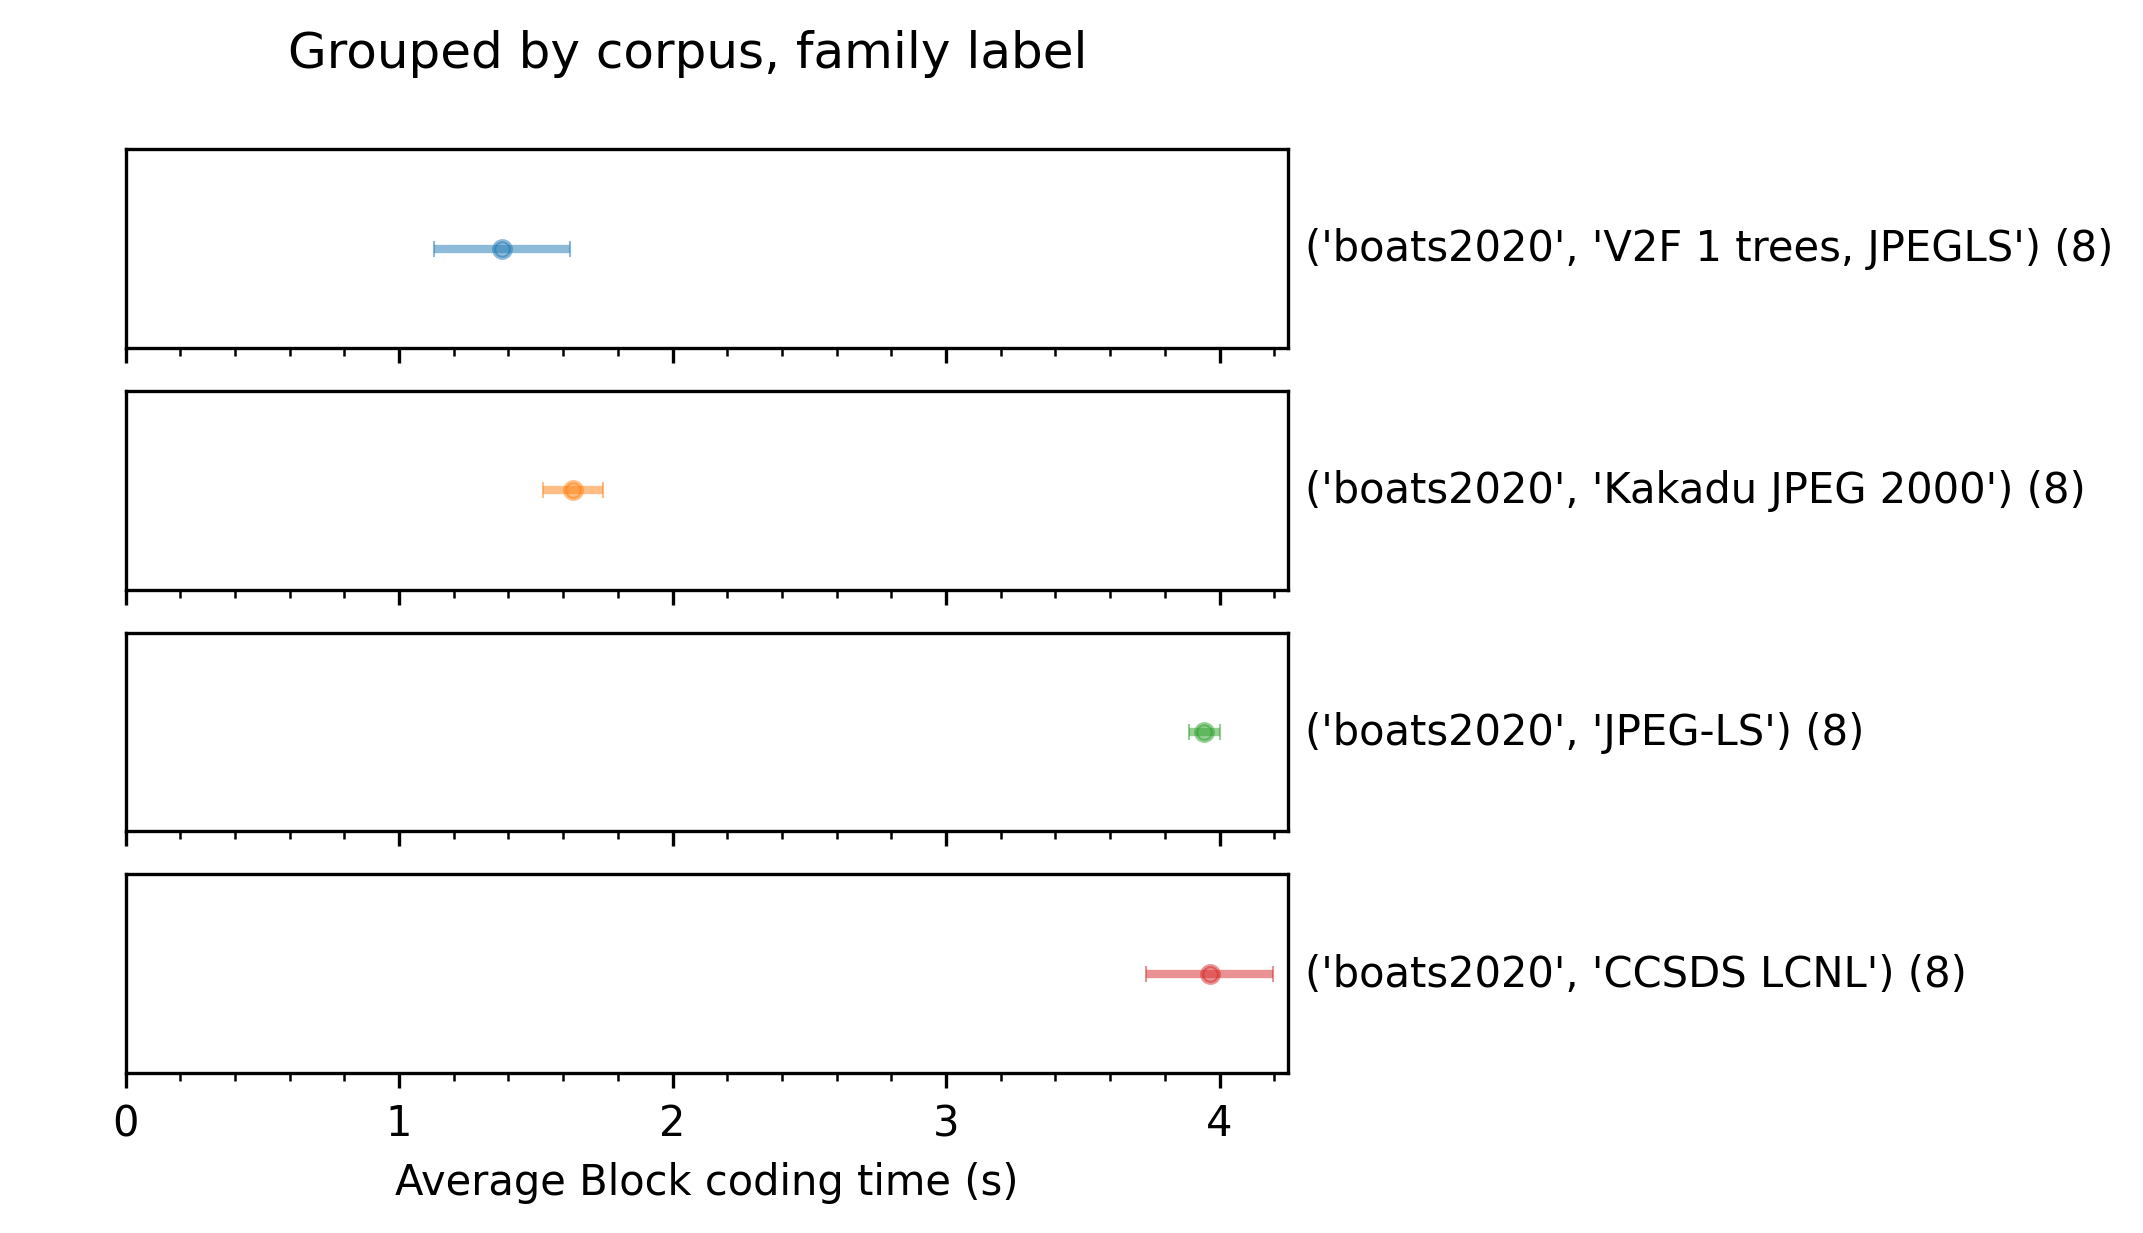 Grouped by corpus, family label
('boats2020', 'V2F 1 trees, JPEGLS') (8)
('boats2020', 'Kakadu JPEG 2000') (8)
('boats2020', 'JPEG-LS') (8)
('boats2020', 'CCSDS LCNL') (8)
0 1 2 3 4
Average Block coding time (s)